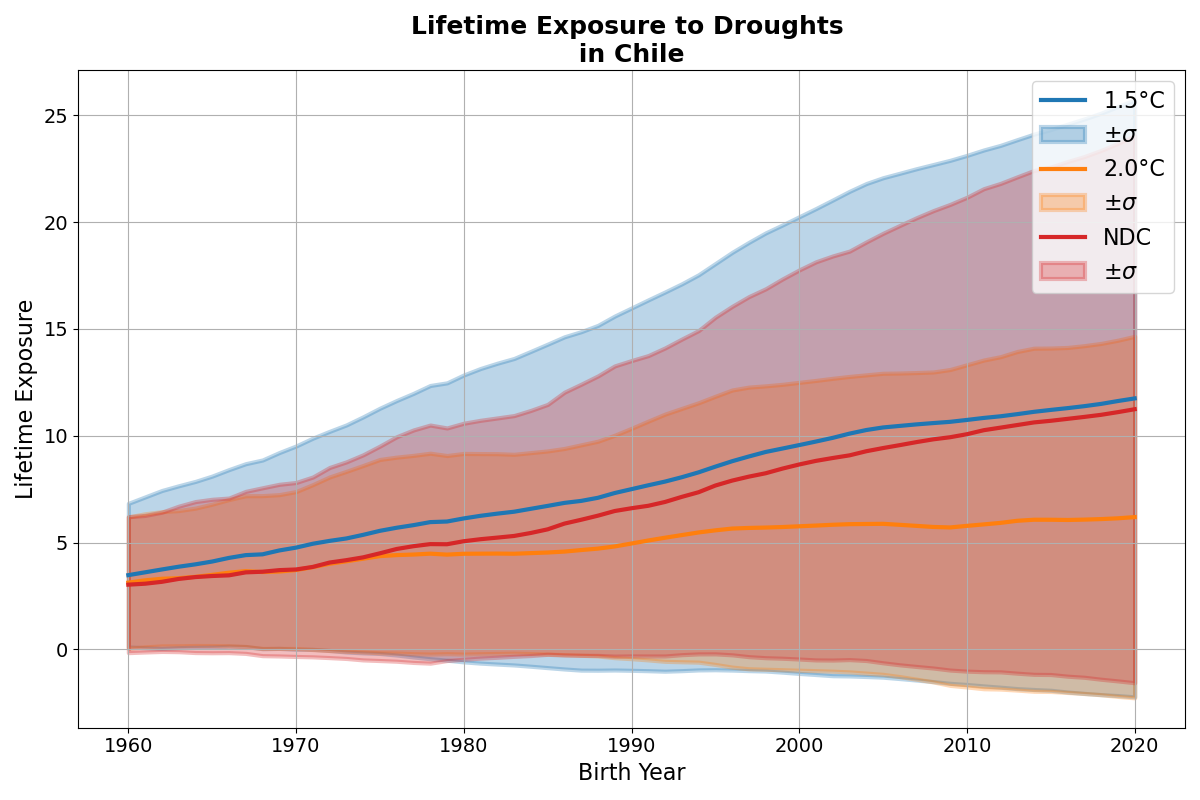 Lifetime Exposure to Droughts
in Chile
Lifetime Exposure
25
20
15
10
5
0
1960
1970
1980
1990
2000
2010
2020
Birth Year
1.5°C
±σ
2.0°C
±σ
NDC
±σ